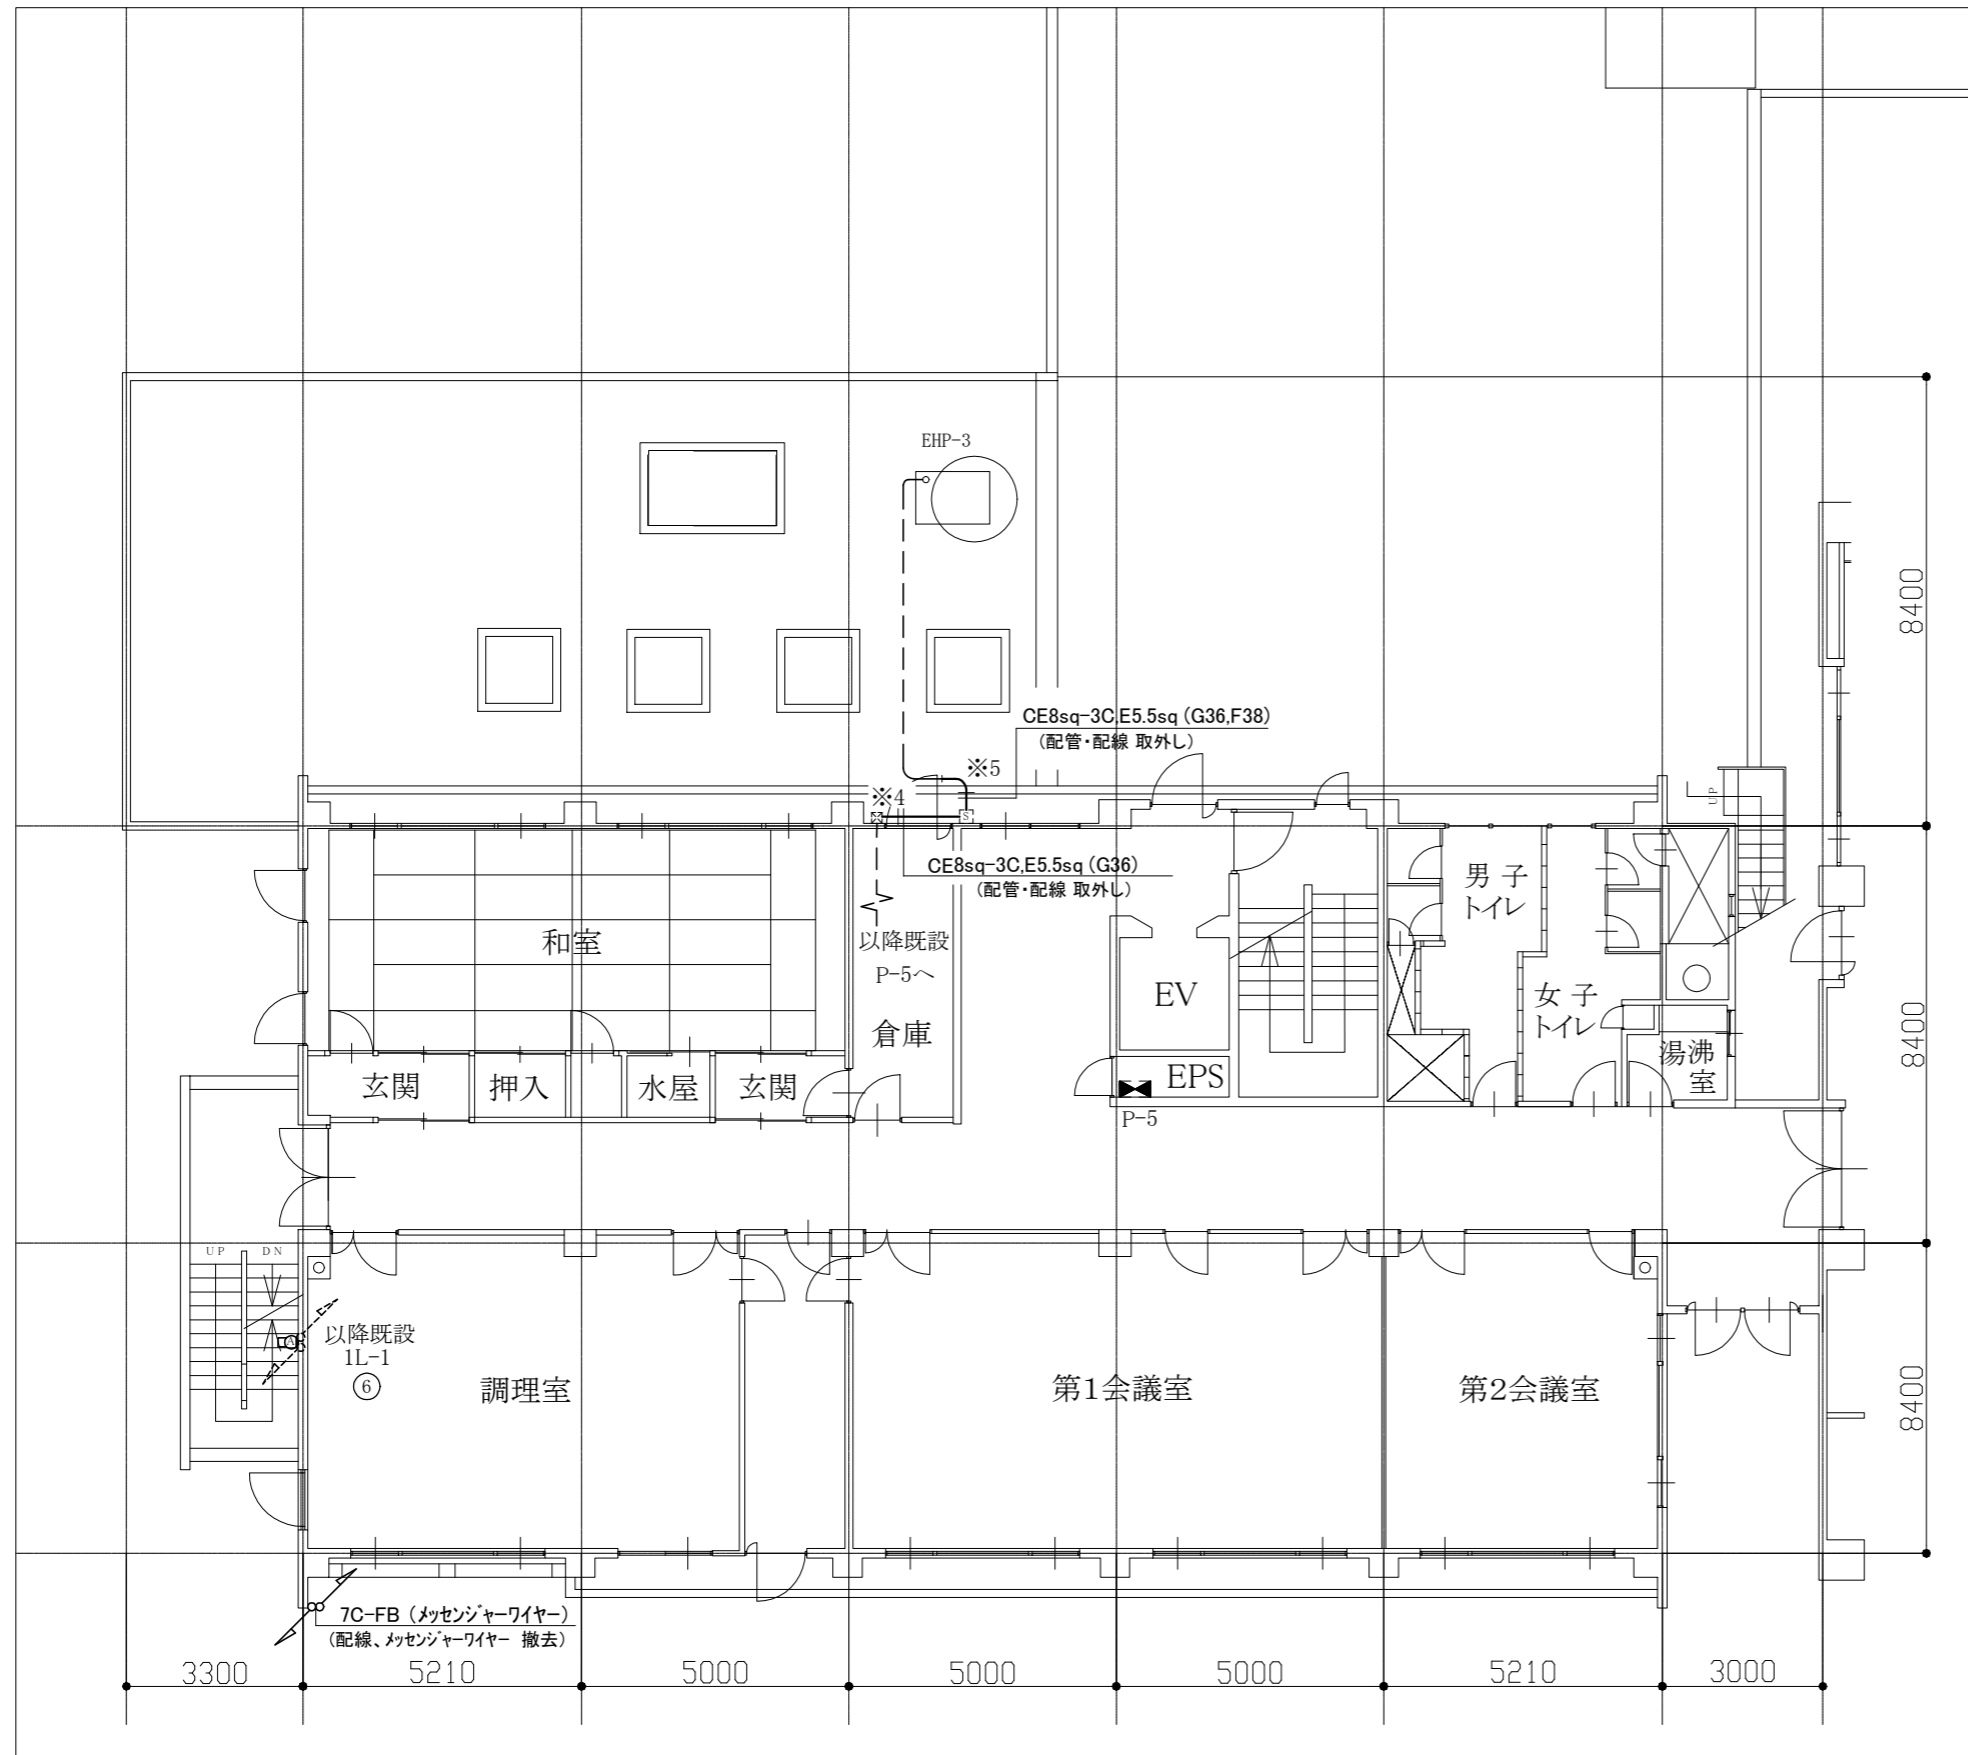 EHP-3
CE8sq-3C,E5.5sq (G36,F38)
(配管・配線 取外し)
※5
※4
S
CE8sq-3C,E5.5sq (G36)
(配管・配線 取外し)
以降既設
P-5へ
倉庫
和室
玄関
押入
水屋
玄関
EV
EPS
P-5
男子
トイレ
女子
トイレ
湯沸
室
UP
8400
8400
8400
UP
DN
A
以降既設
1L-1
⑥
調理室
第1会議室
第2会議室
7C-FB (メッセンジャーワイヤー)
(配線、メッセンジャーワイヤー 撤去)
3300
5210
5000
5000
5000
5210
3000